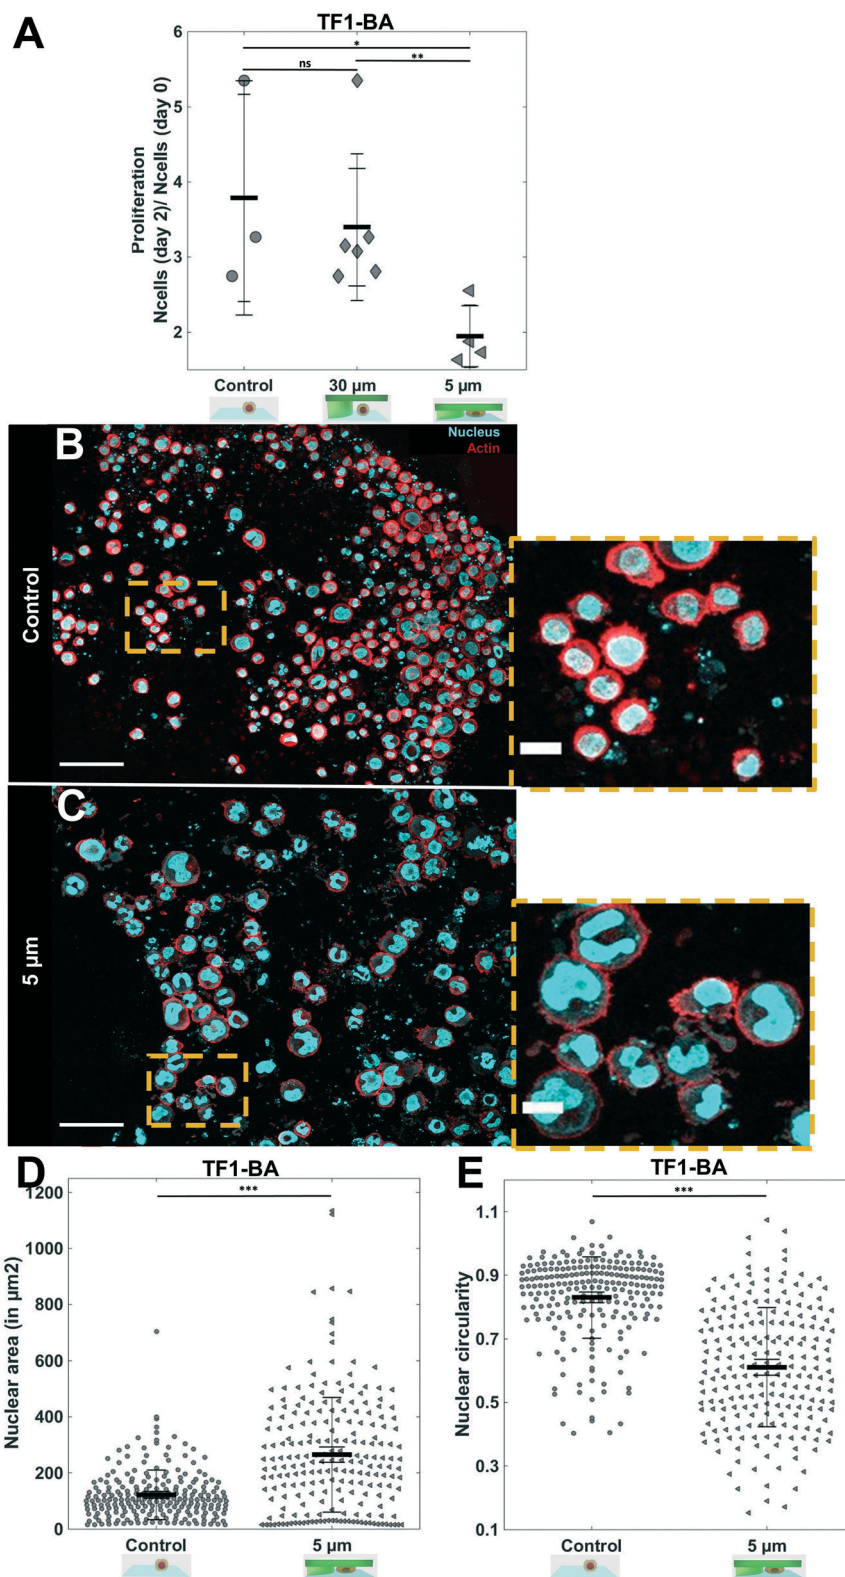 A
TF1-BA
6
5
4
3
2
*
ns
**
Proliferation
Ncells (day 2)/ Ncells (day 0)
Control
30 µm
5 µm
B
Nucleus
Actin
Control
C
5 µm
D
TF1-BA
***
1200
1000
800
600
400
200
0
Nuclear area (in µm2)
Control
5 µm
E
TF1-BA
***
1.1
0.9
0.7
0.5
0.3
0.1
Nuclear circularity
Control
5 µm